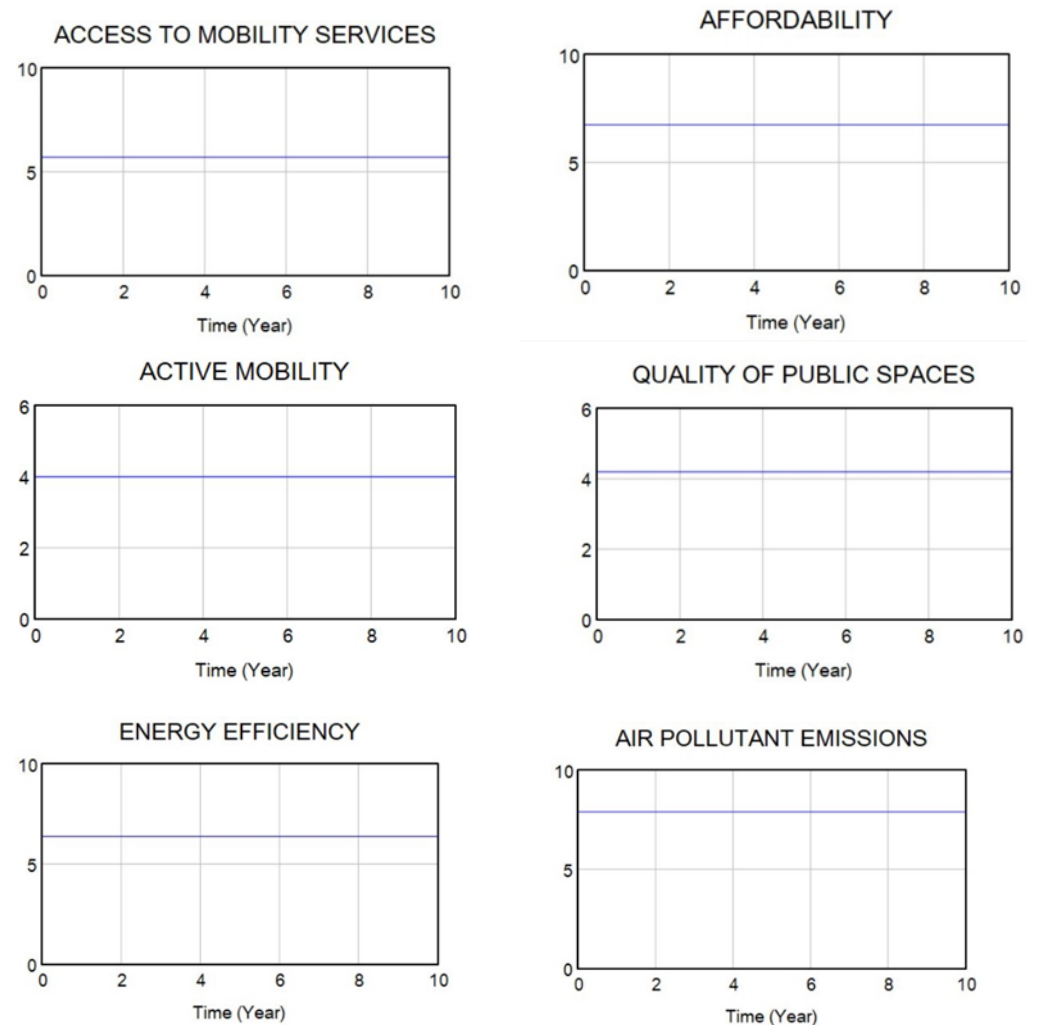 ACCESS TO MOBILITY SERVICES
10
5
0
0 2 4 6 8 10
Time (Year)
AFFORDABILITY
10
5
0
0 2 4 6 8 10
Time (Year)
ACTIVE MOBILITY
6
4
2
0
0 2 4 6 8 10
Time (Year)
QUALITY OF PUBLIC SPACES
6
4
2
0
0 2 4 6 8 10
Time (Year)
ENERGY EFFICIENCY
10
5
0
0 2 4 6 8 10
Time (Year)
AIR POLLUTANT EMISSIONS
10
5
0
0 2 4 6 8 10
Time (Year)